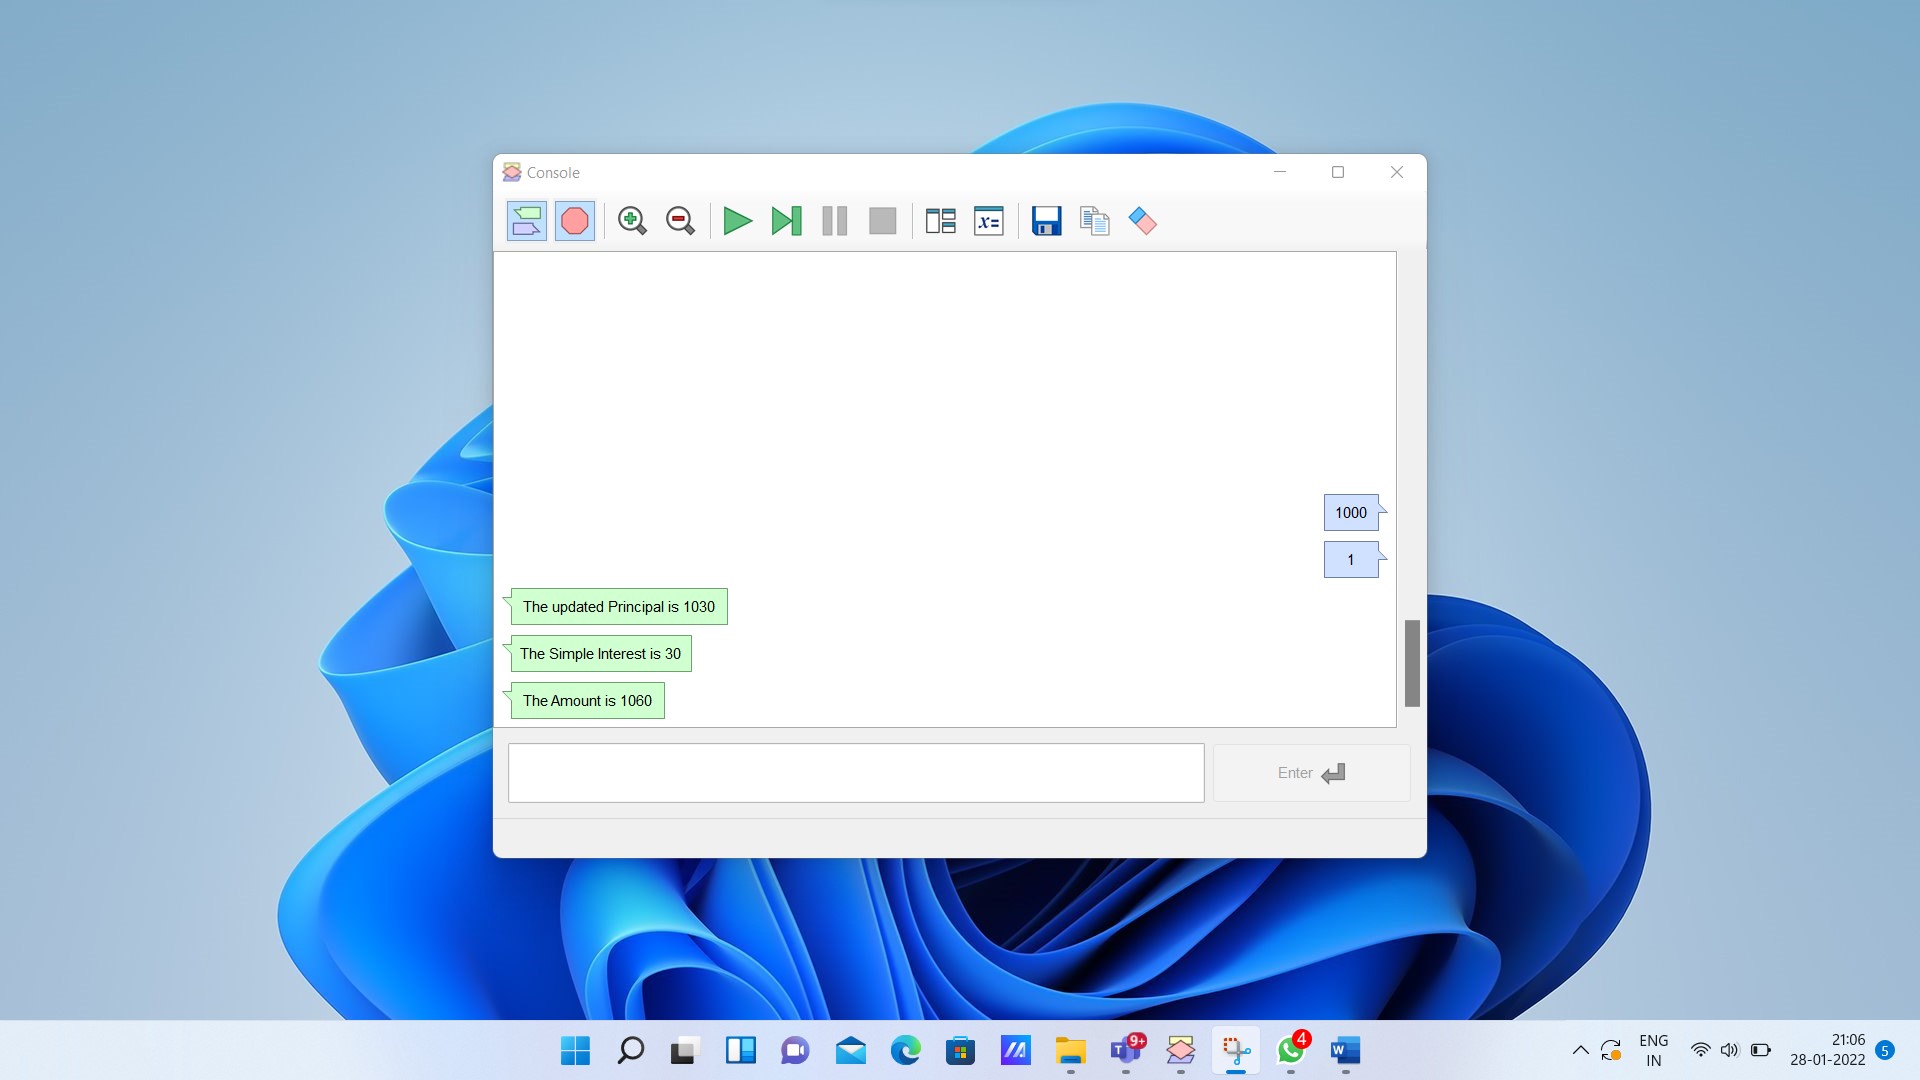 Console
x=
1000
1
The updated Principal is 1030
The Simple Interest is 30
The Amount is 1060
Enter
T
9+
4
W
ENG
IN
21:06
28-01-2022
5